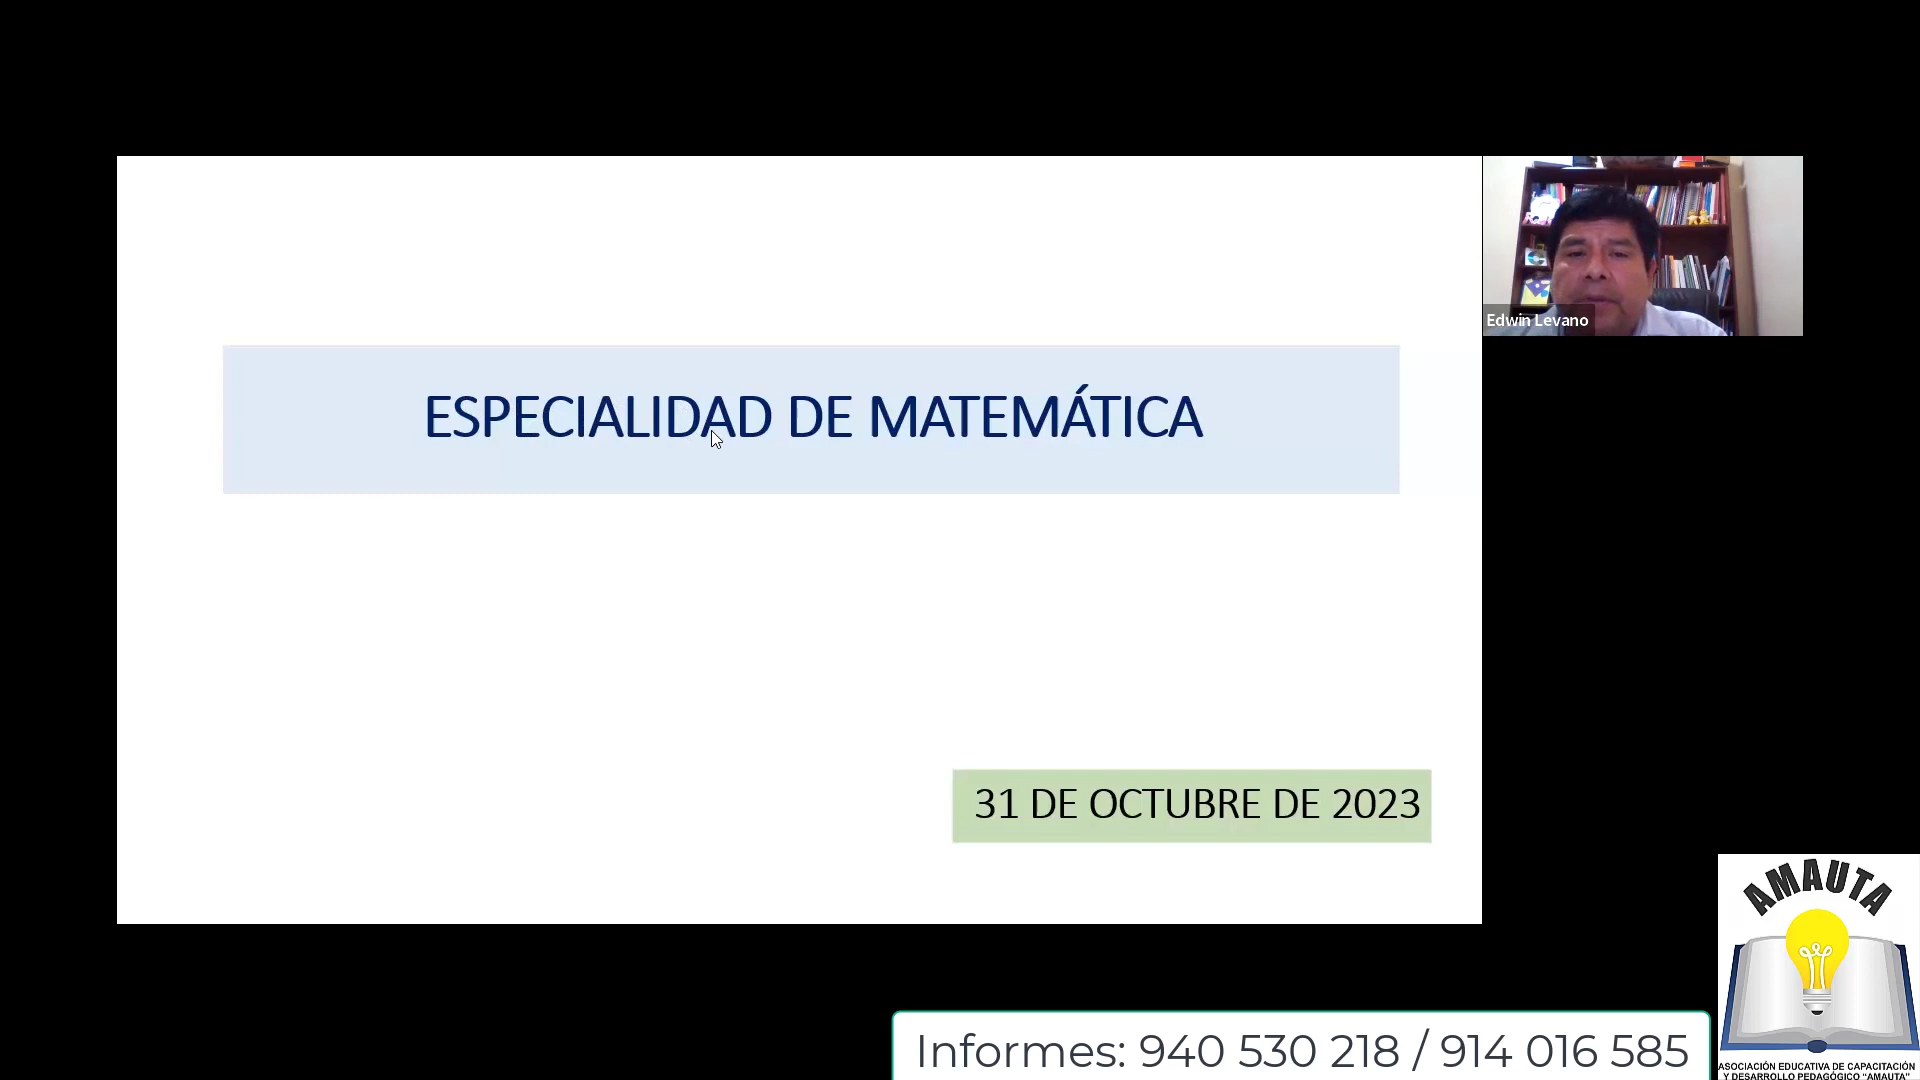 Edwin Levano
ESPECIALIDAD DE MATEMÁTICA
31 DE OCTUBRE DE 2023
AMAUTA
Informes: 940 530 218 / 914 016 585
ASOCIACIÓN EDUCATIVA DE CAPACITACIÓN
Y DESARROLLO PEDAGÓGICO "AMAUTA"